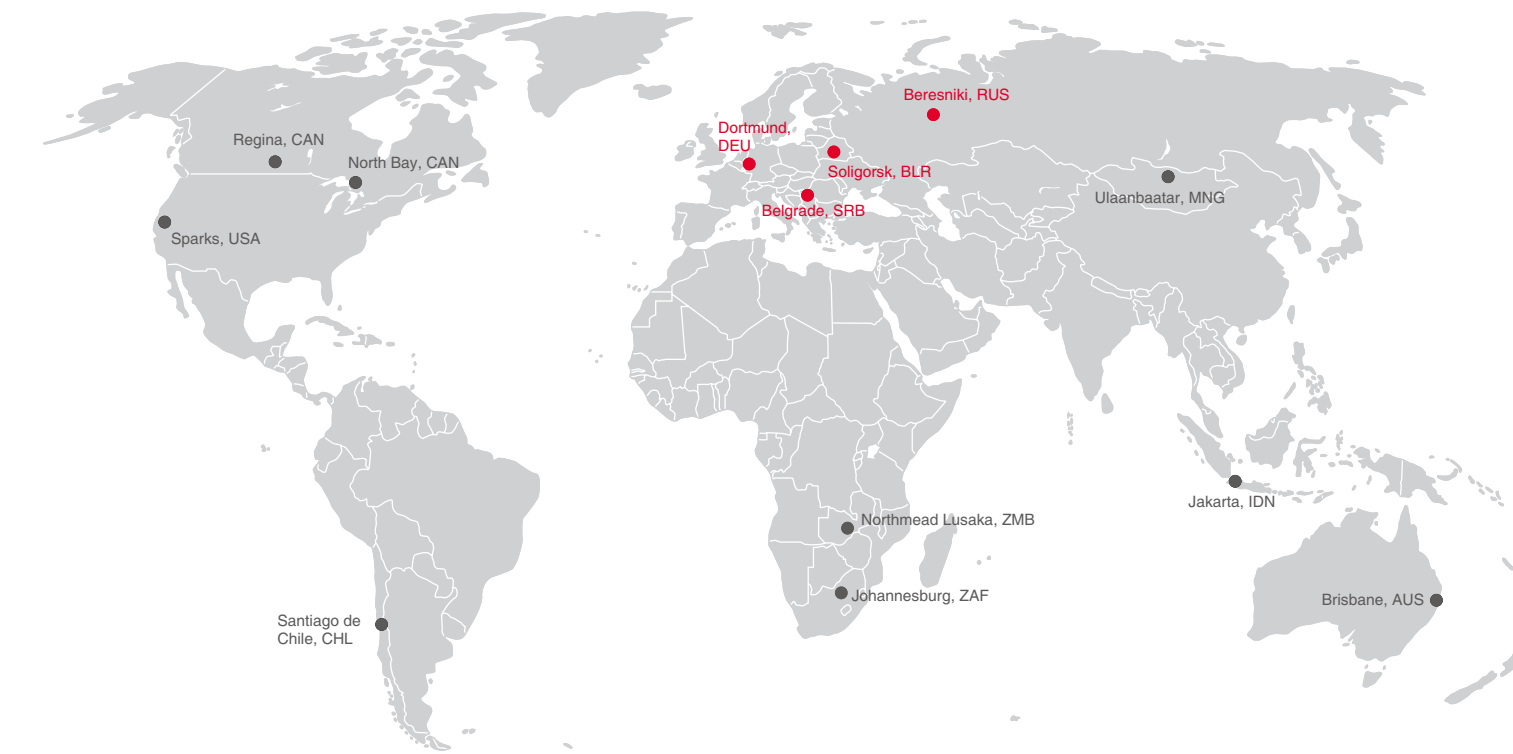 Beresniki, RUS
Dortmund,
DEU
Regina, CAN
North Bay, CAN
Soligorsk, BLR
Ulaanbaatar, MNG
Belgrade, SRB
Sparks, USA
Jakarta, IDN
Northmead Lusaka, ZMB
Johannesburg, ZAF
Brisbane, AUS
Santiago de
Chile, CHL